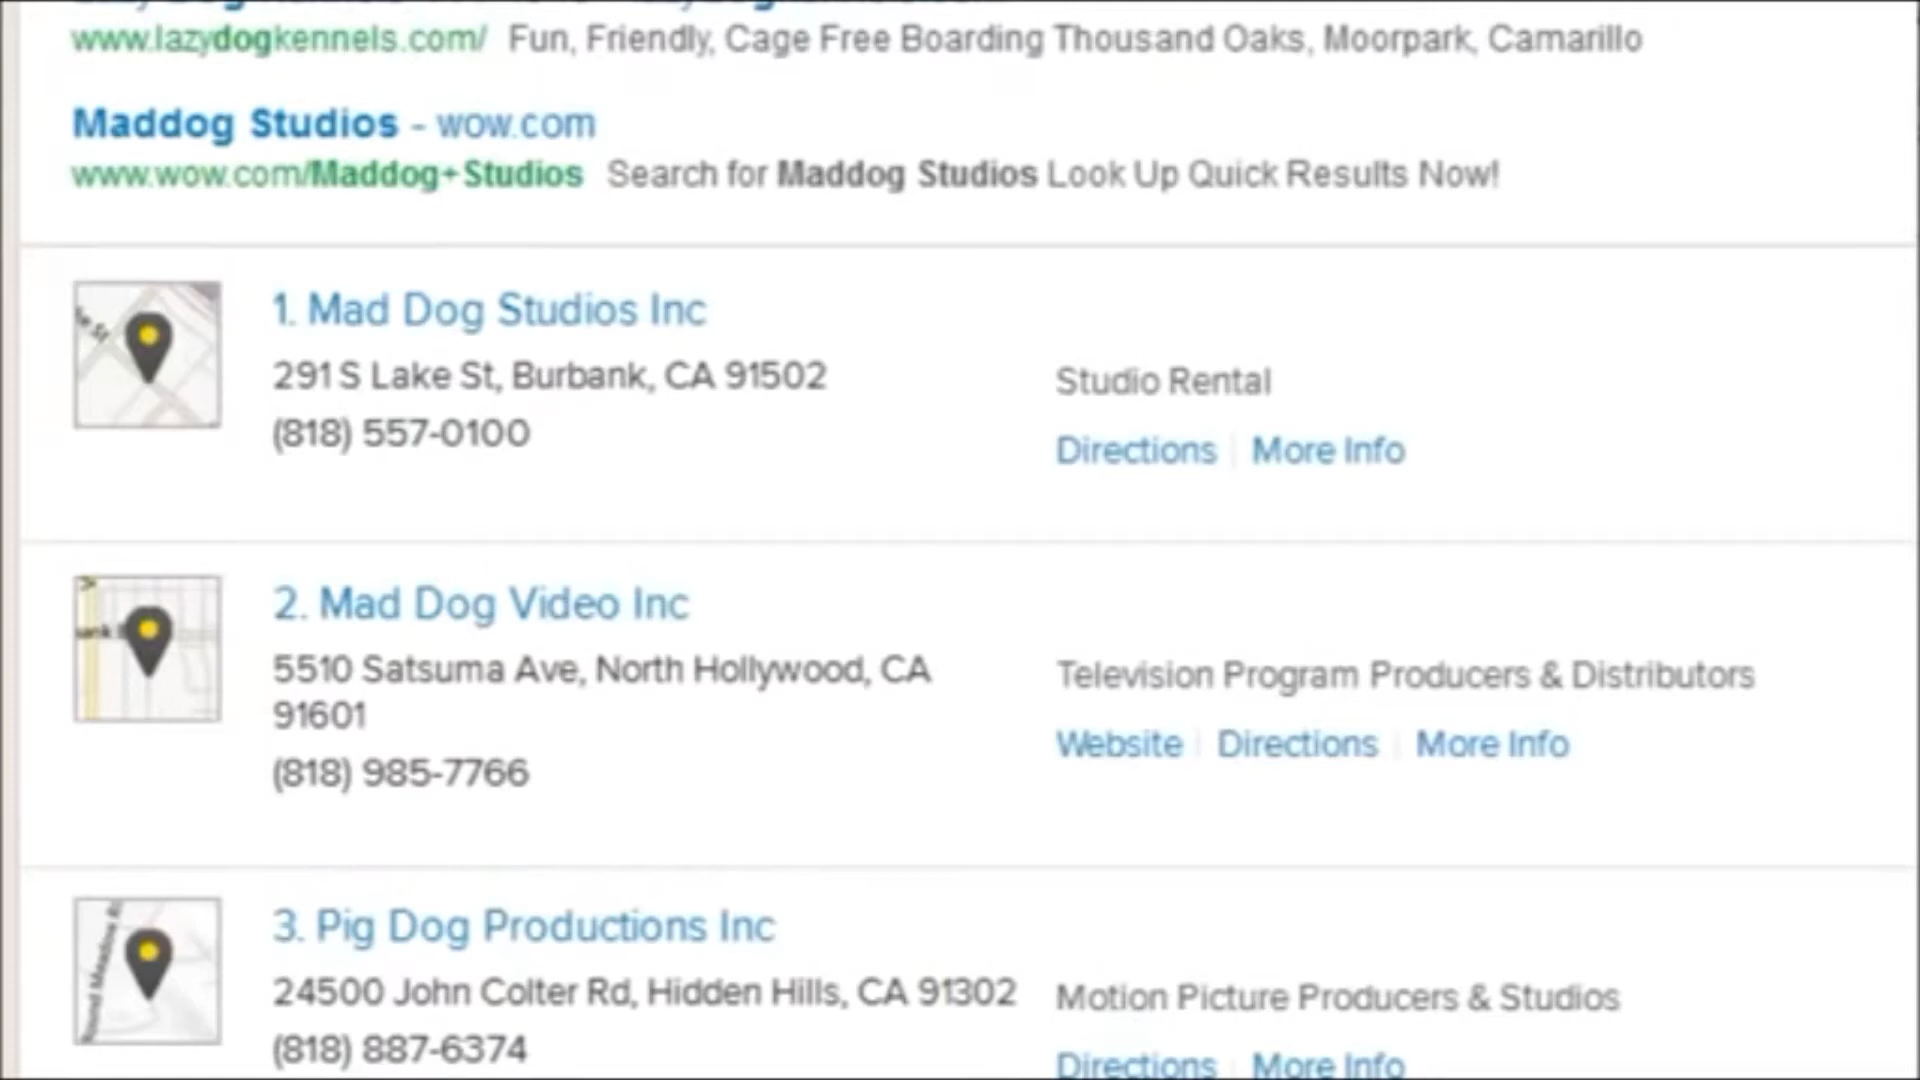 www.lazydogkennels.com/ Fun, Friendly, Cage Free Boarding Thousand Oaks, Moorpark, Camarillo
Maddog Studios - wow.com
www.wow.com/Maddog+Studios Search for Maddog Studios Look Up Quick Results Now!
1. Mad Dog Studios Inc
291 S Lake St, Burbank, CA 91502
(818) 557-0100
Studio Rental
Directions More Info
2. Mad Dog Video Inc
5510 Satsuma Ave, North Hollywood, CA
91601
(818) 985-7766
Television Program Producers & Distributors
Website Directions More Info
3. Pig Dog Productions Inc
24500 John Colter Rd, Hidden Hills, CA 91302
(818) 887-6374
Motion Picture Producers & Studios
Directions More Info